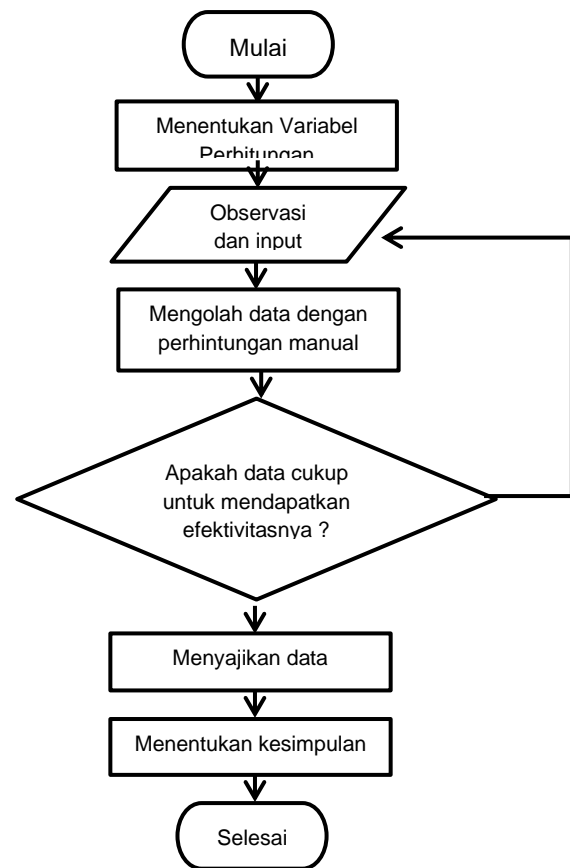 Mulai
Menentukan Variabel
Perhitungan
Observasi
dan input
Mengolah data dengan
perhintungan manual
Apakah data cukup
untuk mendapatkan
efektivitasnya ?
Menyajikan data
Menentukan kesimpulan
Selesai